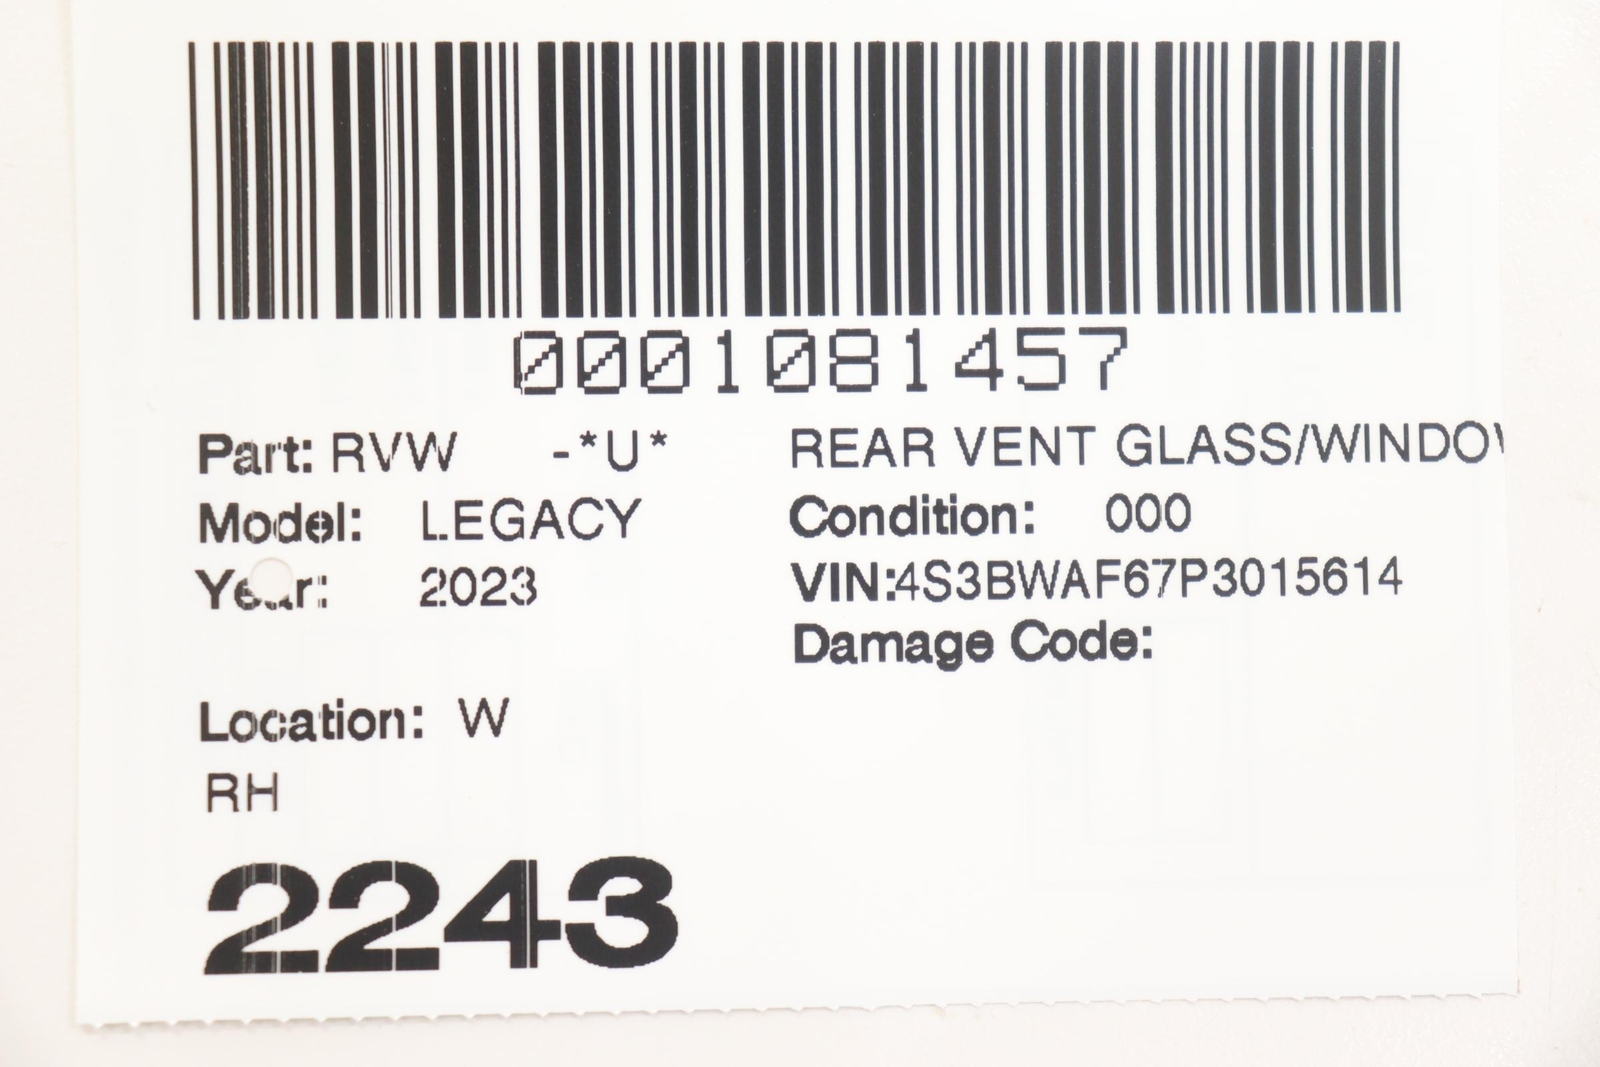 0001081457
Part: RVW -*U* REAR VENT GLASS/WINDOW
Model: LEGACY Condition: 000
Year: 2023 VIN:4S3BWAF67P3015614
Damage Code:
Location: W
RH
2243